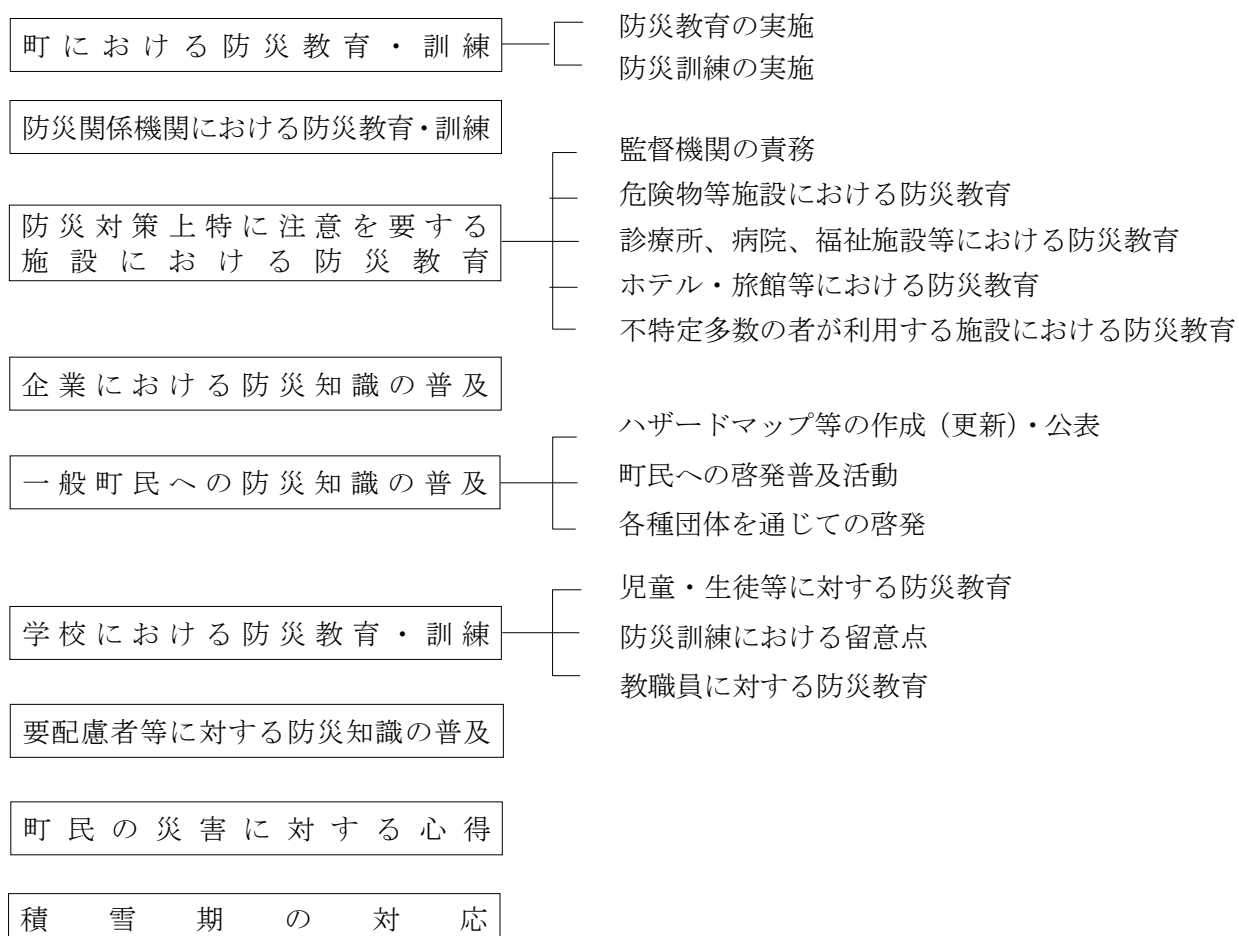 町における防災教育・訓練
防災教育の実施
防災訓練の実施
防災関係機関における防災教育・訓練
防災対策上特に注意を要する
施設における防災教育
監督機関の責務
危険物等施設における防災教育
診療所、病院、福祉施設等における防災教育
ホテル・旅館等における防災教育
不特定多数の者が利用する施設における防災教育
企業における防災知識の普及
一般町民への防災知識の普及
ハザードマップ等の作成（更新）・公表
町民への啓発普及活動
各種団体を通じての啓発
学校における防災教育・訓練
児童・生徒等に対する防災教育
防災訓練における留意点
教職員に対する防災教育
要配慮者等に対する防災知識の普及
町民の災害に対する心得
積雪期の対応